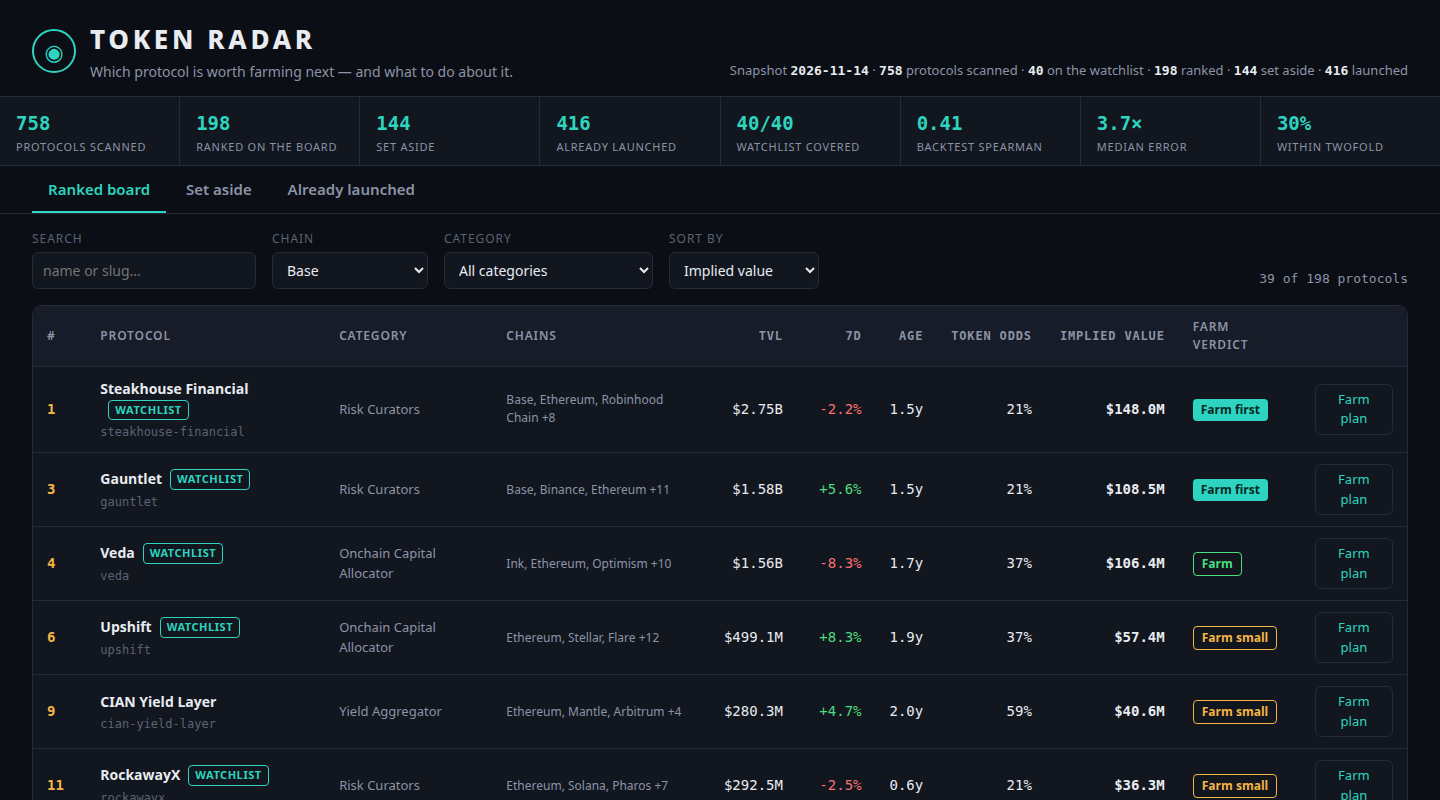 TOKEN RADAR
Which protocol is worth farming next — and what to do about it.
Snapshot 2026-11-14 · 758 protocols scanned · 40 on the watchlist · 198 ranked · 144 set aside · 416 launched
758
PROTOCOLS SCANNED
198
RANKED ON THE BOARD
144
SET ASIDE
416
ALREADY LAUNCHED
40/40
WATCHLIST COVERED
0.41
BACKTEST SPEARMAN
3.7×
MEDIAN ERROR
30%
WITHIN TWOFOLD
Ranked board
Set aside
Already launched
SEARCH
name or slug…
CHAIN
Base
CATEGORY
All categories
SORT BY
Implied value
39 of 198 protocols
# PROTOCOL CATEGORY CHAINS TVL 7D AGE TOKEN ODDS IMPLIED VALUE FARM
VERDICT
1
Steakhouse Financial
WATCHLIST
steakhouse-financial
Risk Curators
Base, Ethereum, Robinhood
Chain +8
$2.75B
-2.2%
1.5y
21%
$148.0M
Farm first
Farm
plan
3
Gauntlet WATCHLIST
gauntlet
Risk Curators
Base, Binance, Ethereum +11
$1.58B
+5.6%
1.5y
21%
$108.5M
Farm first
Farm
plan
4
Veda WATCHLIST
veda
Onchain Capital
Allocator
Ink, Ethereum, Optimism +10
$1.56B
-8.3%
1.7y
37%
$106.4M
Farm
Farm
plan
6
Upshift WATCHLIST
upshift
Onchain Capital
Allocator
Ethereum, Stellar, Flare +12
$499.1M
+8.3%
1.9y
37%
$57.4M
Farm small
Farm
plan
9
CIAN Yield Layer
cian-yield-layer
Yield Aggregator
Ethereum, Mantle, Arbitrum +4
$280.3M
+4.7%
2.0y
59%
$40.6M
Farm small
Farm
plan
11
RockawayX WATCHLIST
rockawayx
Risk Curators
Ethereum, Solana, Pharos +7
$292.5M
-2.5%
0.6y
21%
$36.3M
Farm small
Farm
plan